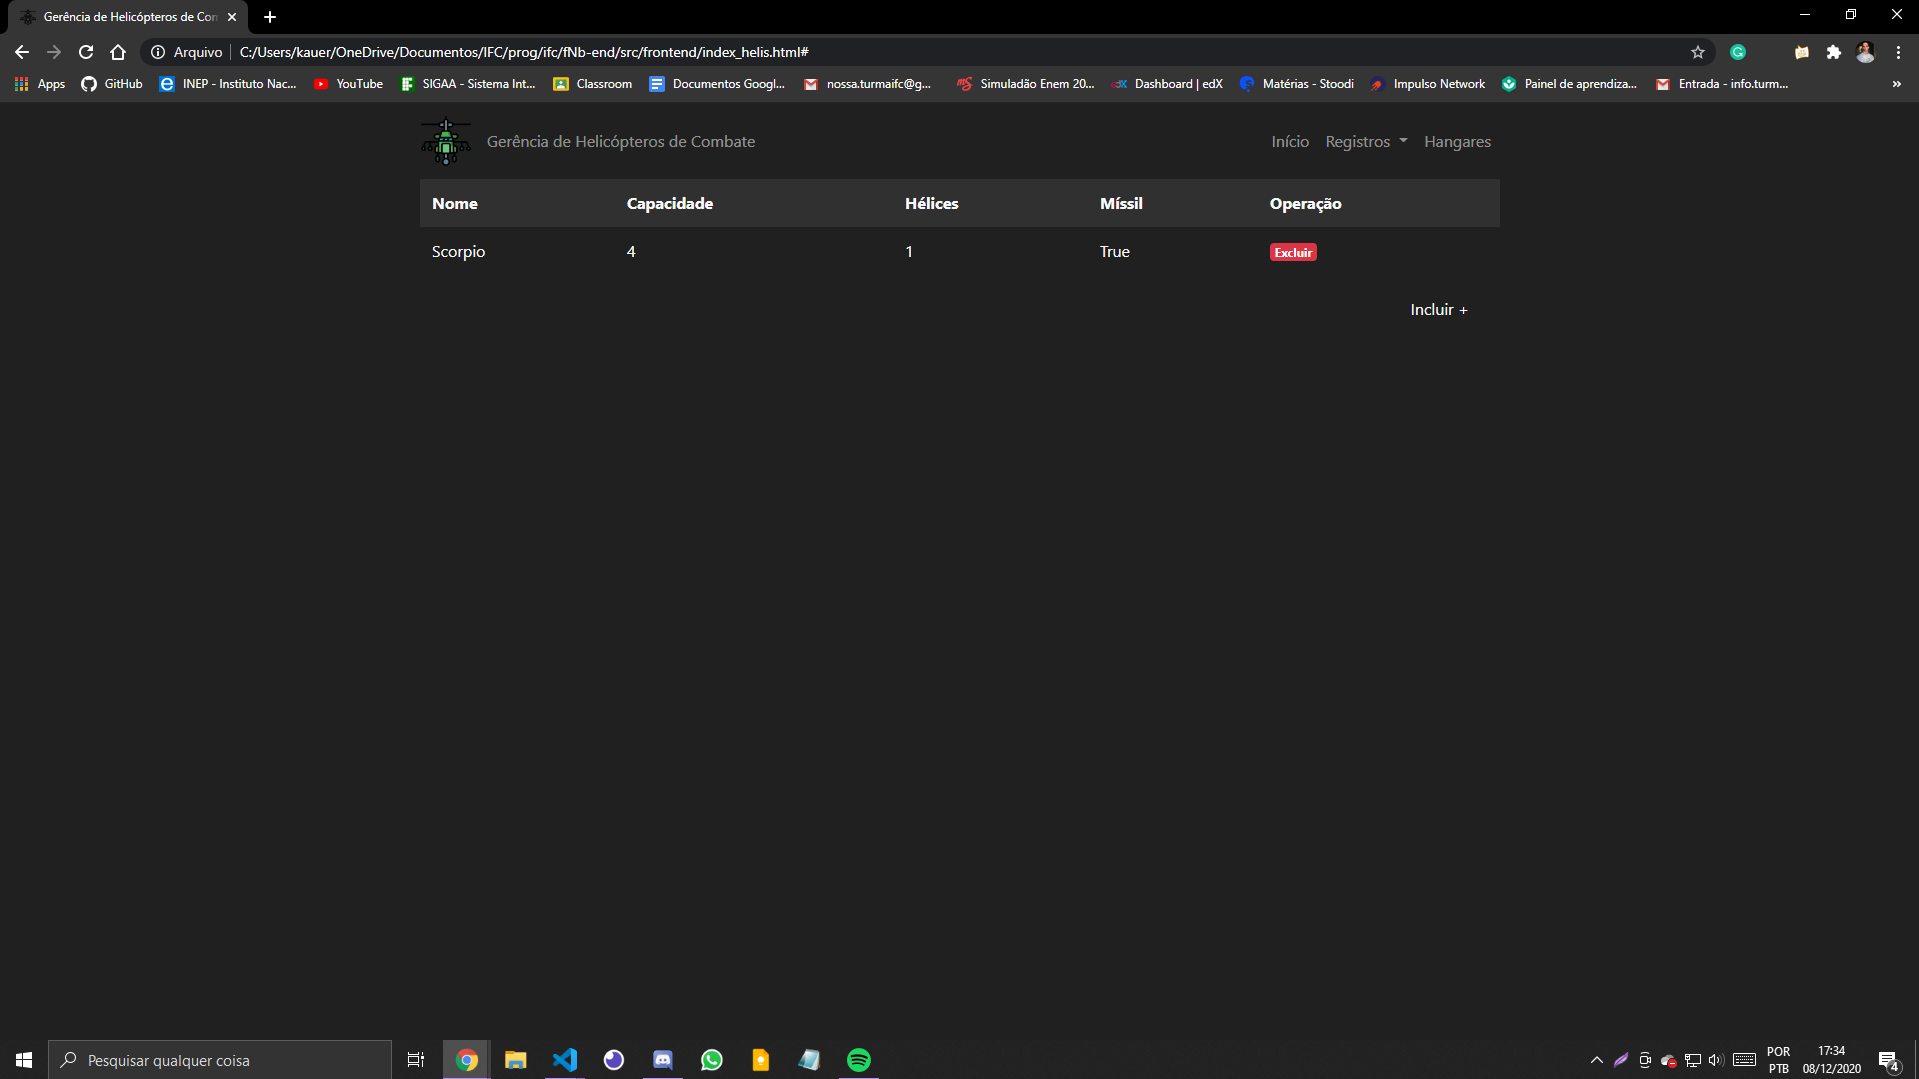 Gerência de Helicópteros de Com
Arquivo C:/Users/kauer/OneDrive/Documentos/IFC/prog/ifc/fNb-end/src/frontend/index_helis.html#
Apps GitHub INEP - Instituto Nac... YouTube SIGAA - Sistema Int... Classroom Documentos Googl... nossa.turmaifc@g... Simuladão Enem 20... Dashboard | edX Matérias - Stoodi Impulso Network Painel de aprendiza... Entrada - info.turm... »
Gerência de Helicópteros de Combate Início Registros Hangares
Nome Capacidade Hélices Míssil Operação
Scorpio 4 1 True Excluir
Incluir +
Pesquisar qualquer coisa
POR 17:34
PTB 08/12/2020 4